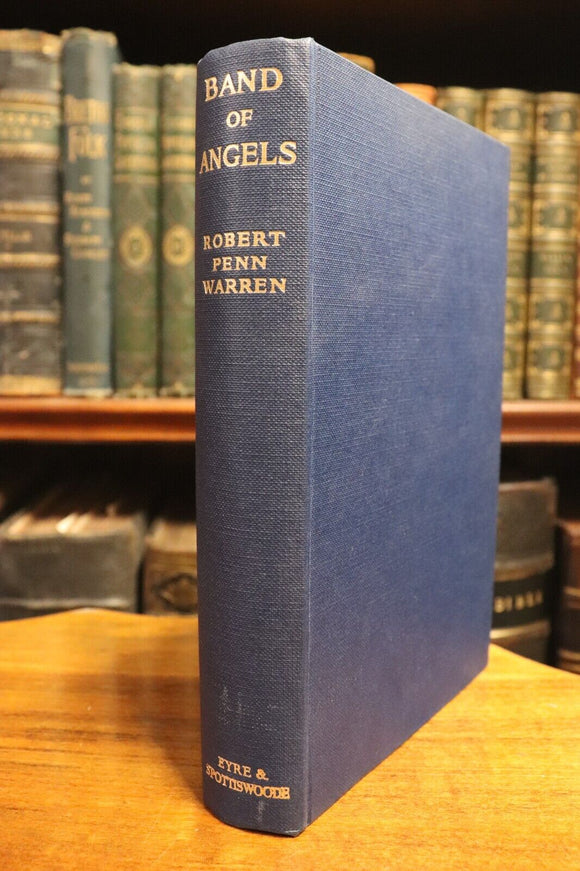 BAND
OF
ANGELS
ROBERT
PENN
WARREN
EYRE &
SPOTTISWOODE